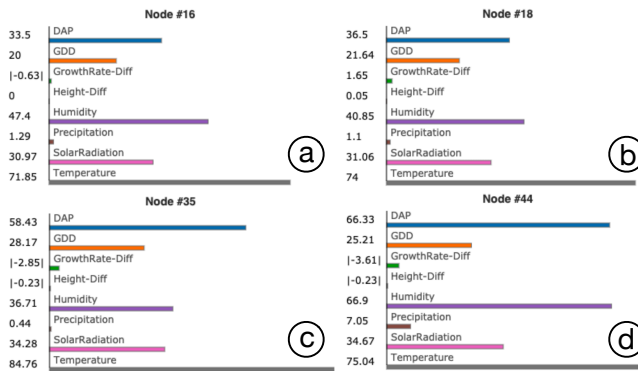 Node #16
33.5 DAP
20 GDD
|-0.63| GrowthRate-Diff
0 Height-Diff
47.4 Humidity
1.29 Precipitation
30.97 SolarRadiation
71.85 Temperature
a
Node #18
36.5 DAP
21.64 GDD
1.65 GrowthRate-Diff
0.05 Height-Diff
40.85 Humidity
1.1 Precipitation
31.06 SolarRadiation
74 Temperature
b
Node #35
58.43 DAP
28.17 GDD
|-2.85| GrowthRate-Diff
|-0.23| Height-Diff
36.71 Humidity
0.44 Precipitation
34.28 SolarRadiation
84.76 Temperature
c
Node #44
66.33 DAP
25.21 GDD
|-3.61| GrowthRate-Diff
|-0.23| Height-Diff
66.9 Humidity
7.05 Precipitation
34.67 SolarRadiation
75.04 Temperature
d